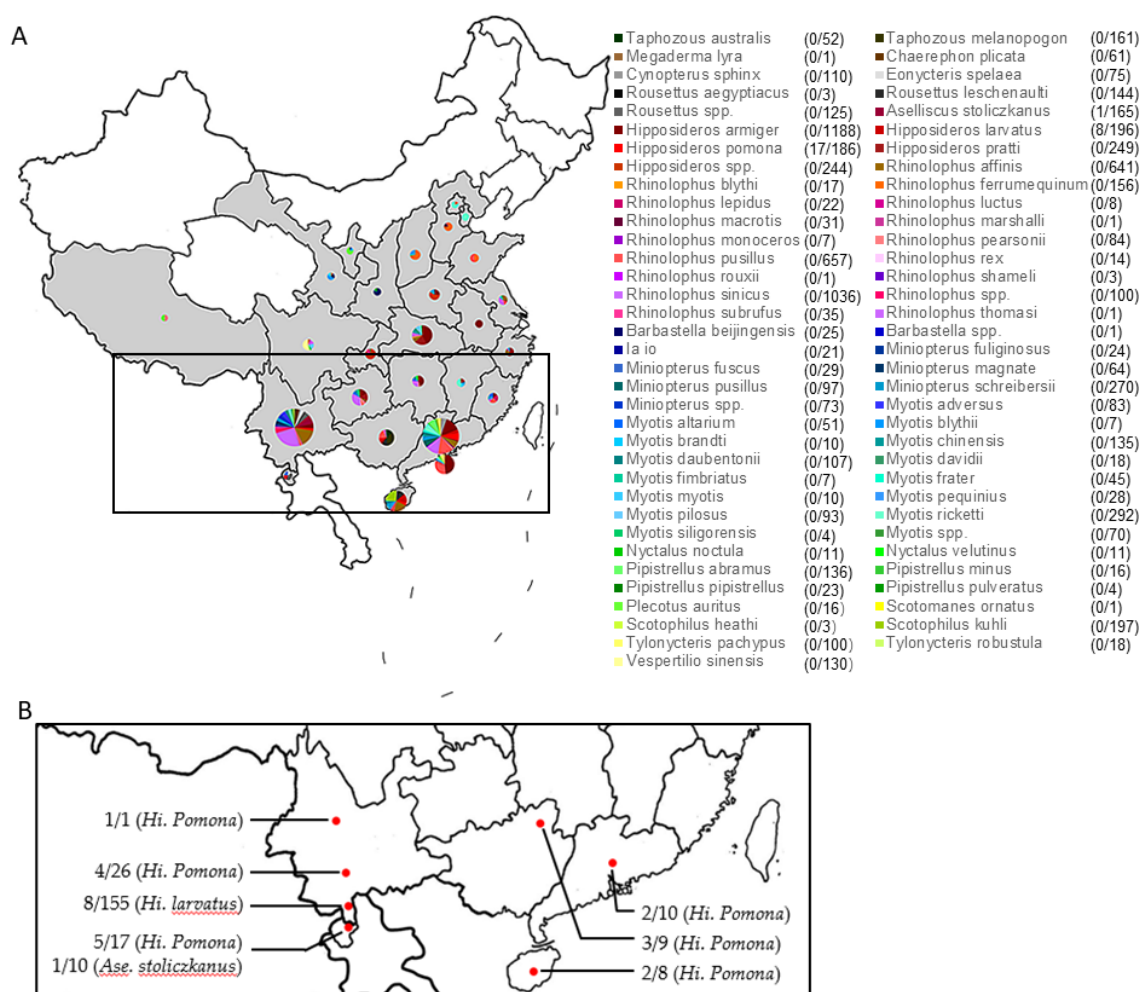 A
Taphozous australis (0/52) Taphozous melanopogon (0/161)
Megaderma lyra (0/1) Chaerephon plicata (0/61)
Cynopterus sphinx (0/110) Eonycteris spelaea (0/75)
Rousettus aegyptiacus (0/3) Rousettus leschenaulti (0/144)
Rousettus spp. (0/125) Aselliscus stoliczkanus (1/165)
Hipposideros armiger (0/1188) Hipposideros larvatus (8/196)
Hipposideros pomona (17/186) Hipposideros pratti (0/249)
Hipposideros spp. (0/244) Rhinolophus affinis (0/641)
Rhinolophus blythi (0/17) Rhinolophus ferrumequinum (0/156)
Rhinolophus lepidus (0/22) Rhinolophus luctus (0/8)
Rhinolophus macrotis (0/31) Rhinolophus marshalli (0/1)
Rhinolophus monoceros (0/7) Rhinolophus pearsonii (0/84)
Rhinolophus pusillus (0/657) Rhinolophus rex (0/14)
Rhinolophus rouxii (0/1) Rhinolophus shameli (0/3)
Rhinolophus sinicus (0/1036) Rhinolophus spp. (0/100)
Rhinolophus subrufus (0/35) Rhinolophus thomasi (0/1)
Barbastella beijingensis (0/25) Barbastella spp. (0/1)
Ia io (0/21) Miniopterus fuliginosus (0/24)
Miniopterus fuscus (0/29) Miniopterus magnate (0/64)
Miniopterus pusillus (0/97) Miniopterus schreibersii (0/270)
Miniopterus spp. (0/73) Myotis adversus (0/83)
Myotis altarium (0/51) Myotis blythii (0/7)
Myotis brandti (0/10) Myotis chinensis (0/135)
Myotis daubentonii (0/107) Myotis davidii (0/18)
Myotis fimbriatus (0/7) Myotis frater (0/45)
Myotis myotis (0/10) Myotis pequinius (0/28)
Myotis pilosus (0/93) Myotis ricketti (0/292)
Myotis siligorensis (0/4) Myotis spp. (0/70)
Nyctalus noctula (0/11) Nyctalus velutinus (0/11)
Pipistrellus abramus (0/136) Pipistrellus minus (0/16)
Pipistrellus pipistrellus (0/23) Pipistrellus pulveratus (0/4)
Plecotus auritus (0/16) Scotomanes ornatus (0/1)
Scotophilus heathi (0/3) Scotophilus kuhli (0/197)
Tylonycteris pachypus (0/100) Tylonycteris robustula (0/18)
Vespertilio sinensis (0/130)
B
1/1 (Hi. Pomona)
4/26 (Hi. Pomona)
8/155 (Hi. larvatus)
5/17 (Hi. Pomona)
1/10 (Ase. stoliczkanus)
2/10 (Hi. Pomona)
3/9 (Hi. Pomona)
2/8 (Hi. Pomona)